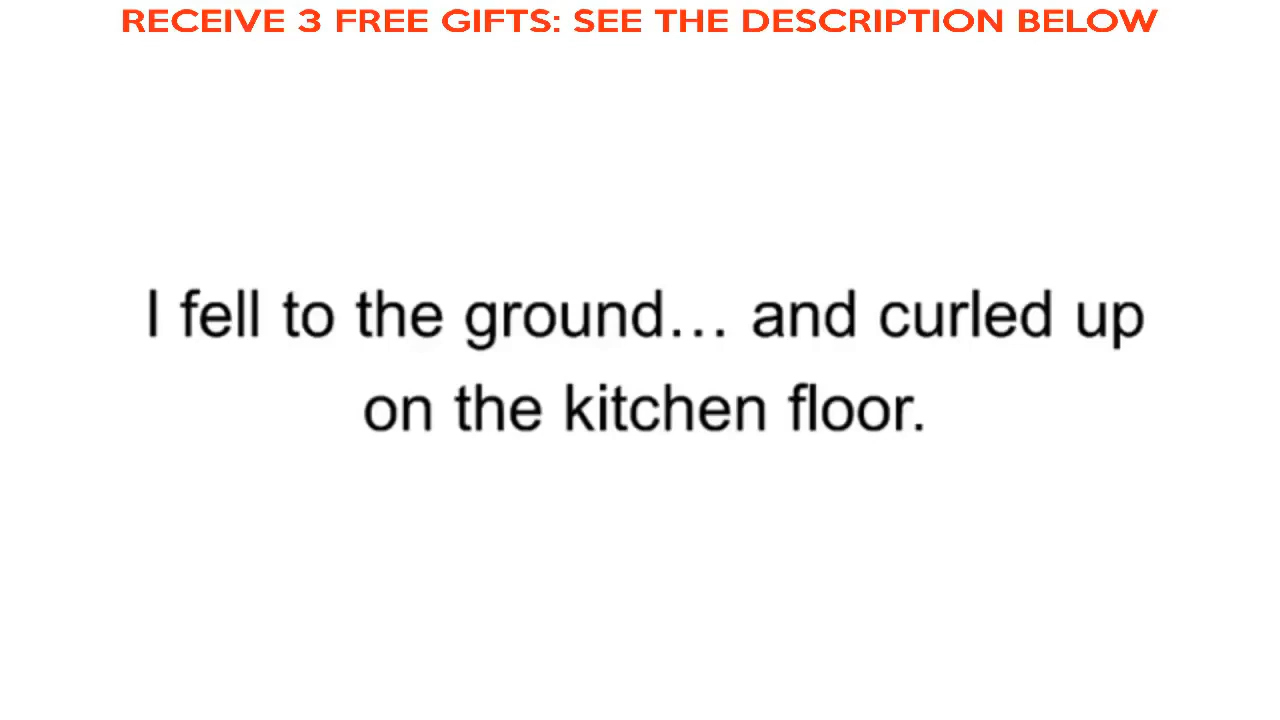 RECEIVE 3 FREE GIFTS: SEE THE DESCRIPTION BELOW
I fell to the ground… and curled up
on the kitchen floor.